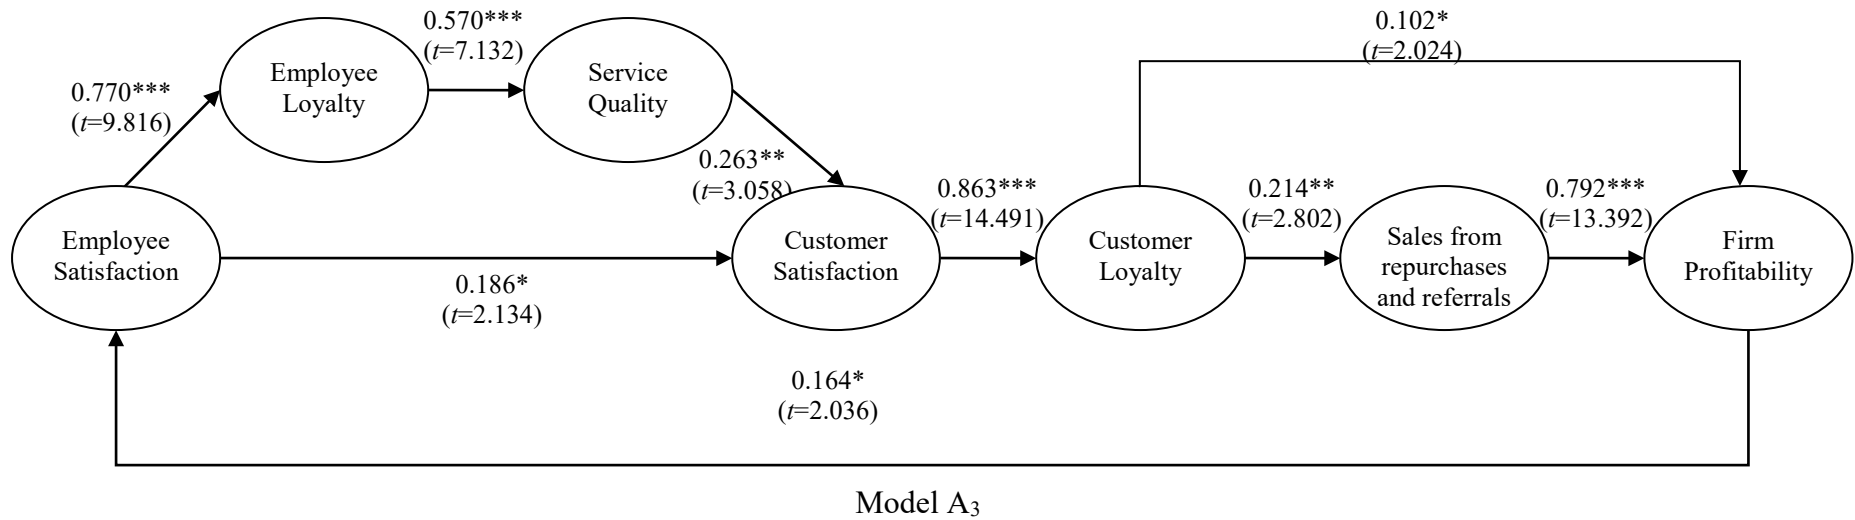 0.570***
(t=7.132)
0.102*
(t=2.024)
Employee
Loyalty
Service
Quality
0.770***
(t=9.816)
0.263**
(t=3.058)
0.863***
(t=14.491)
0.214**
(t=2.802)
0.792***
(t=13.392)
Employee
Satisfaction
Customer
Satisfaction
Customer
Loyalty
Sales from
repurchases
and referrals
Firm
Profitability
0.186*
(t=2.134)
0.164*
(t=2.036)
Model A3